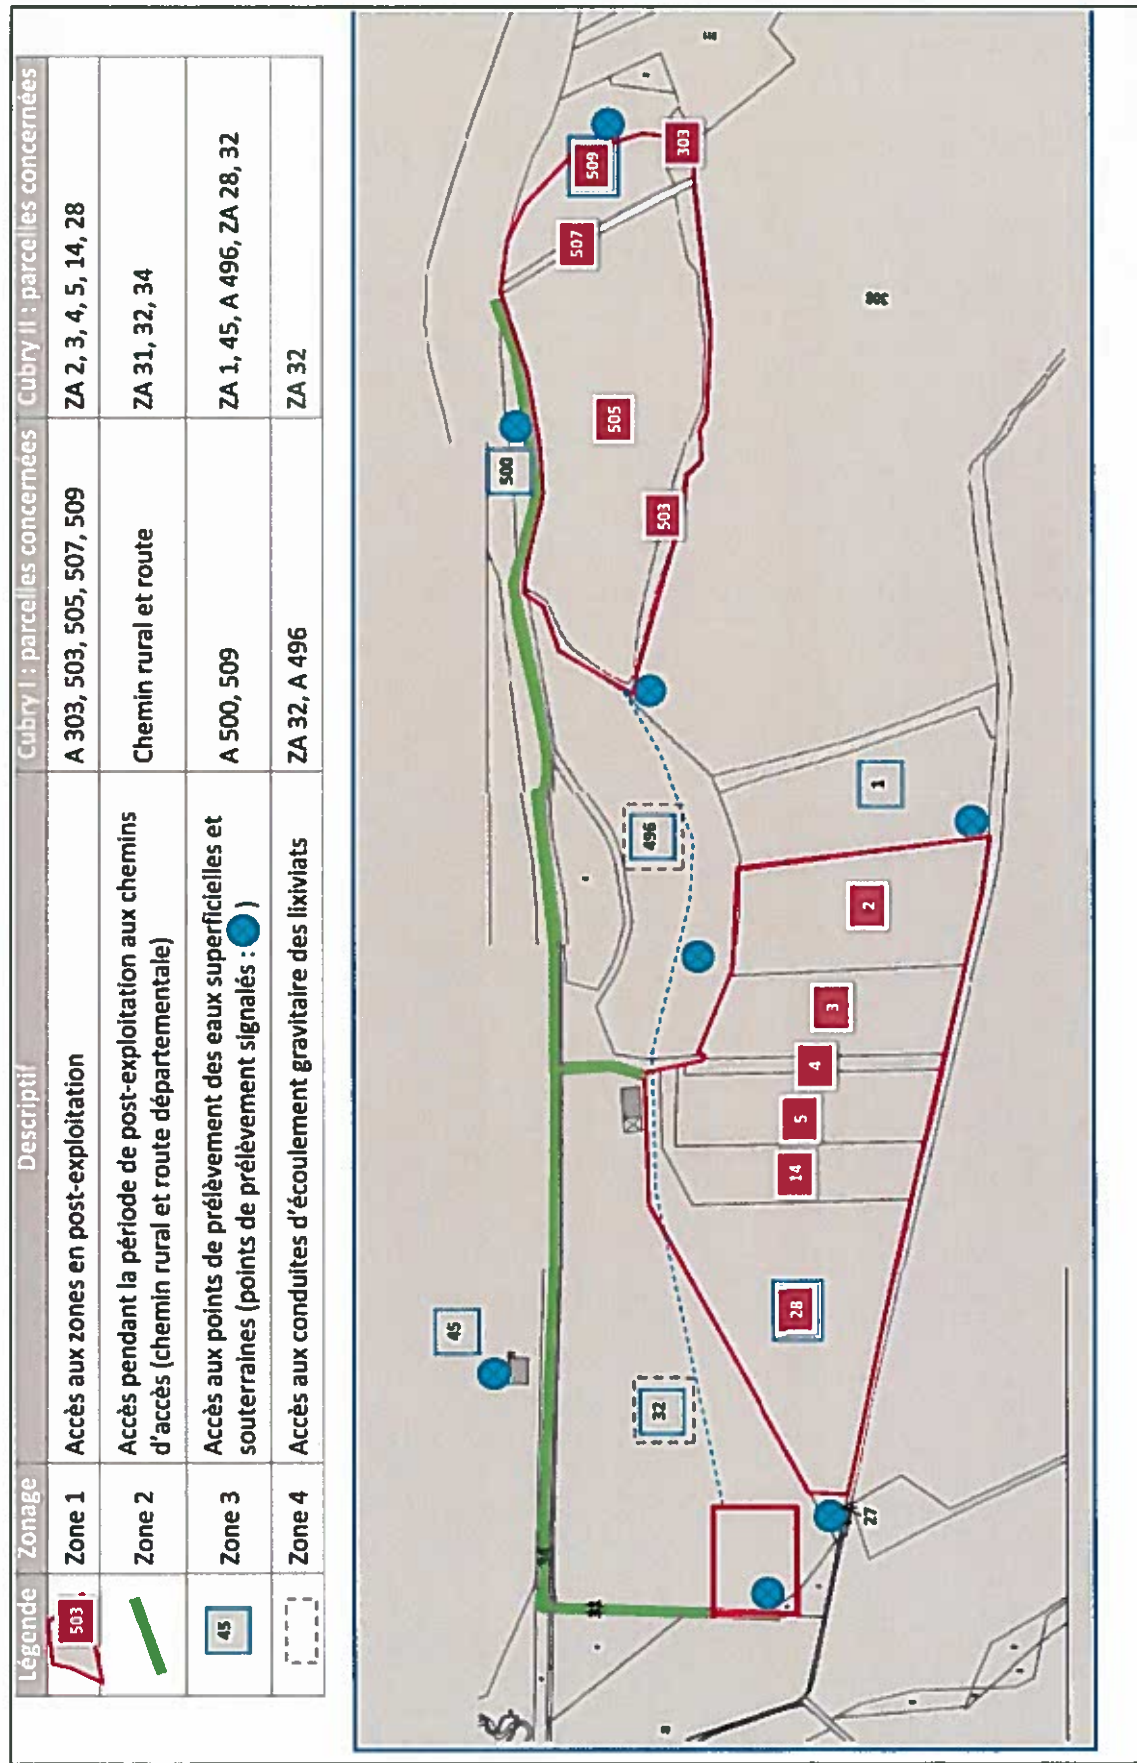 Légende Zonage Descriptif Cubry I : parcelles concernées Cubry II : parcelles concernées
503 Zone 1 Accès aux zones en post-exploitation A 303, 503, 505, 507, 509 ZA 2, 3, 4, 5, 14, 28
Zone 2 Accès pendant la période de post-exploitation aux chemins
d'accès (chemin rural et route départementale) Chemin rural et route ZA 31, 32, 34
45 Zone 3 Accès aux points de prélèvement des eaux superficielles et
souterraines (points de prélèvement signalés : ) A 500, 509 ZA 1, 45, A 496, ZA 28, 32
Zone 4 Accès aux conduites d'écoulement gravitaire des lixiviats ZA 32, A 496 ZA 32
45
500
509
507
303
505
503
496
32
1
2
3
4
5
14
28
27